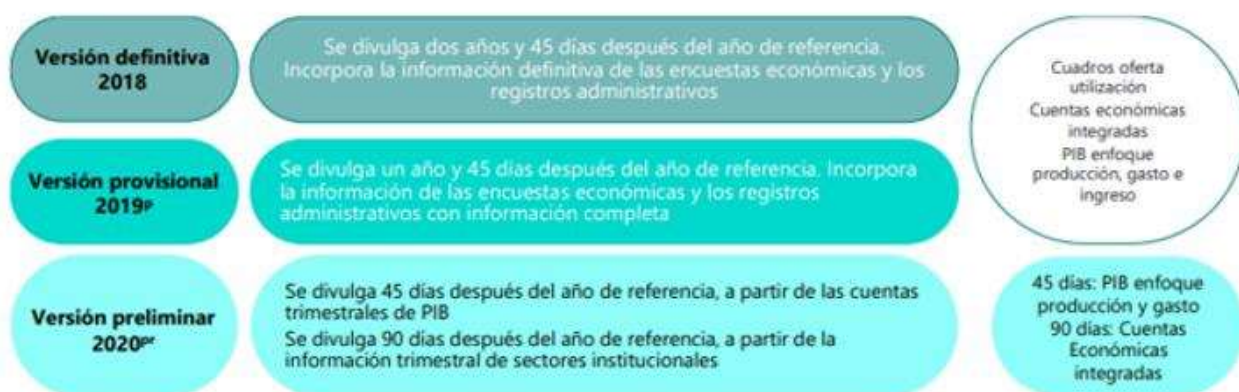 Versión definitiva
2018
Se divulga dos años y 45 días después del año de referencia.
Incorpora la información definitiva de las encuestas económicas y los
registros administrativos
Cuadros oferta
utilización
Cuentas económicas
integradas
PIB enfoque
producción, gasto e
ingreso
Versión provisional
2019ᵖ
Se divulga un año y 45 días después del año de referencia. Incorpora
la información de las encuestas económicas y los registros
administrativos con información completa
Versión preliminar
2020ᵖʳ
Se divulga 45 días después del año de referencia, a partir de las cuentas
trimestrales de PIB
Se divulga 90 días después del año de referencia, a partir de la
información trimestral de sectores institucionales
45 días: PIB enfoque
producción y gasto
90 días: Cuentas
Económicas
integradas